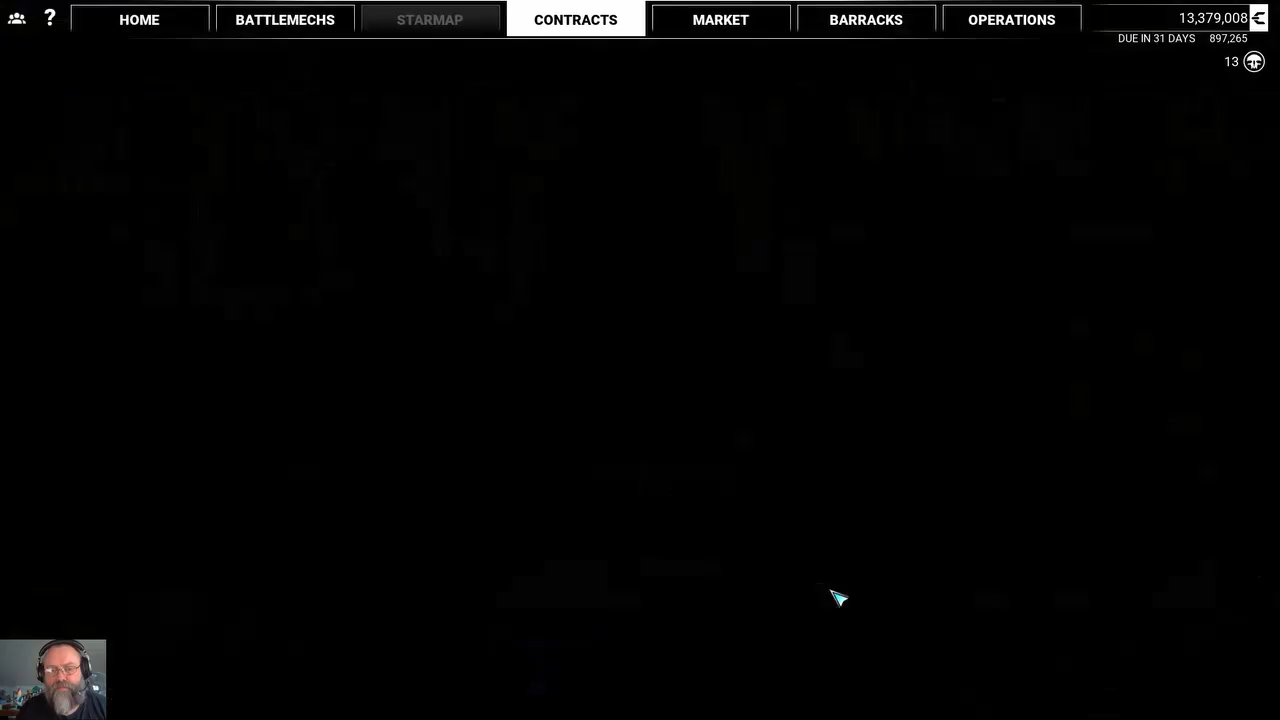 ?
HOME
BATTLEMECHS
STARMAP
CONTRACTS
MARKET
BARRACKS
OPERATIONS
13,379,008
DUE IN 31 DAYS 897,265
13